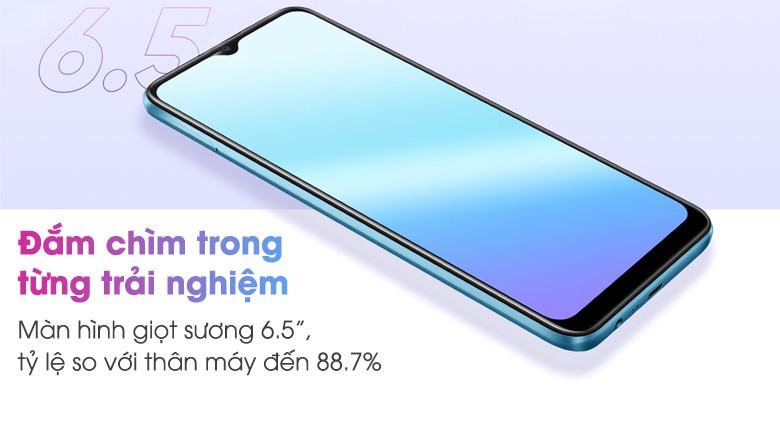 6.5
Đắm chìm trong
từng trải nghiệm
Màn hình giọt sương 6.5”,
tỷ lệ so với thân máy đến 88.7%